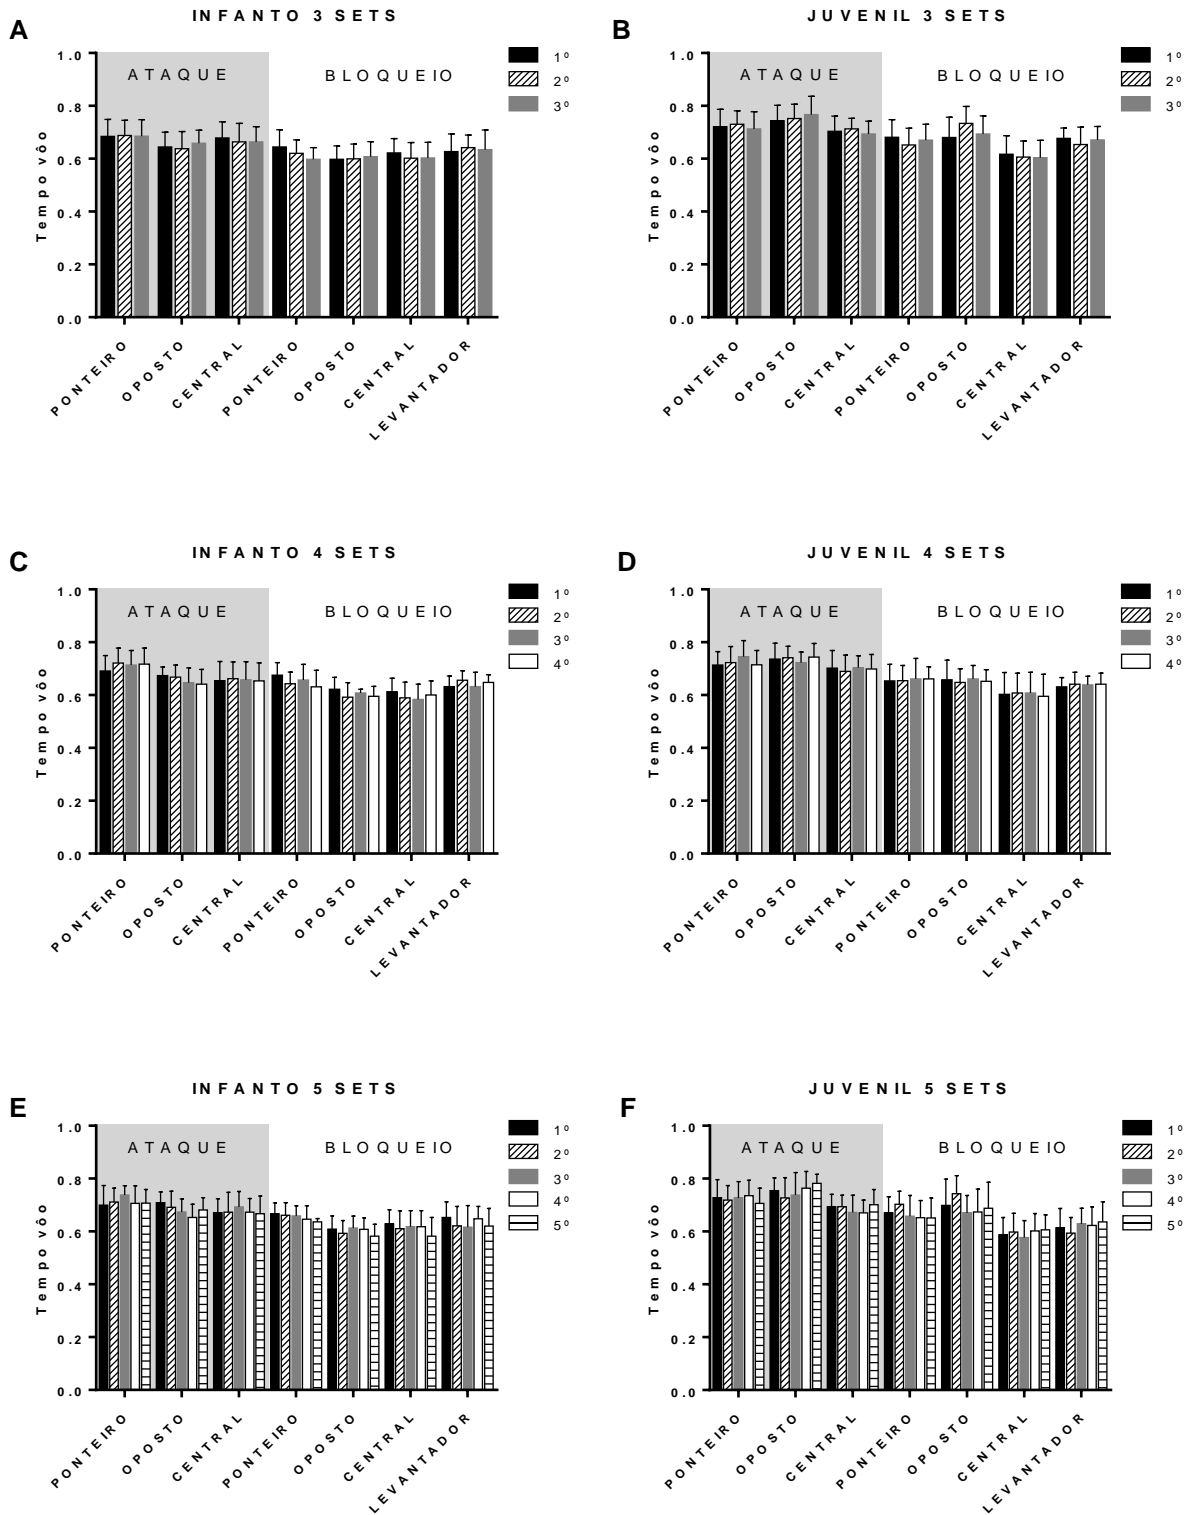 A
INFANTO 3 SETS
ATAQUE
BLOQUEIO
1º
2º
3º
Tempo vôo
1.0
0.8
0.6
0.4
0.2
0.0
PONTEIRO
OPOSTO
CENTRAL
PONTEIRO
OPOSTO
CENTRAL
LEVANTADOR
B
JUVENIL 3 SETS
ATAQUE
BLOQUEIO
1º
2º
3º
Tempo vôo
1.0
0.8
0.6
0.4
0.2
0.0
PONTEIRO
OPOSTO
CENTRAL
PONTEIRO
OPOSTO
CENTRAL
LEVANTADOR
C
INFANTO 4 SETS
ATAQUE
BLOQUEIO
1º
2º
3º
4º
Tempo vôo
1.0
0.8
0.6
0.4
0.2
0.0
PONTEIRO
OPOSTO
CENTRAL
PONTEIRO
OPOSTO
CENTRAL
LEVANTADOR
D
JUVENIL 4 SETS
ATAQUE
BLOQUEIO
1º
2º
3º
4º
Tempo vôo
1.0
0.8
0.6
0.4
0.2
0.0
PONTEIRO
OPOSTO
CENTRAL
PONTEIRO
OPOSTO
CENTRAL
LEVANTADOR
E
INFANTO 5 SETS
ATAQUE
BLOQUEIO
1º
2º
3º
4º
5º
Tempo vôo
1.0
0.8
0.6
0.4
0.2
0.0
PONTEIRO
OPOSTO
CENTRAL
PONTEIRO
OPOSTO
CENTRAL
LEVANTADOR
F
JUVENIL 5 SETS
ATAQUE
BLOQUEIO
1º
2º
3º
4º
5º
Tempo vôo
1.0
0.8
0.6
0.4
0.2
0.0
PONTEIRO
OPOSTO
CENTRAL
PONTEIRO
OPOSTO
CENTRAL
LEVANTADOR